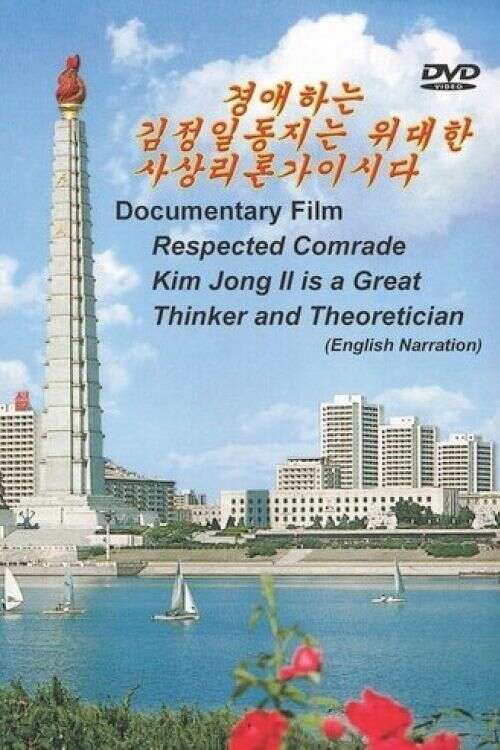 DVD
VIDEO
경애하는
김정일동지는 위대한
사상리론가이시다
Documentary Film
Respected Comrade
Kim Jong Il is a Great
Thinker and Theoretician
(English Narration)